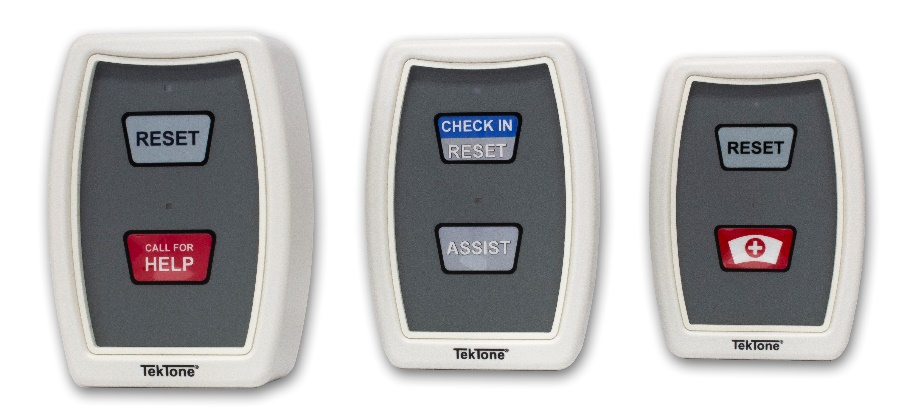 RESET
CALL FOR
HELP
TekTone®
CHECK IN
RESET
ASSIST
TekTone®
RESET
TekTone®